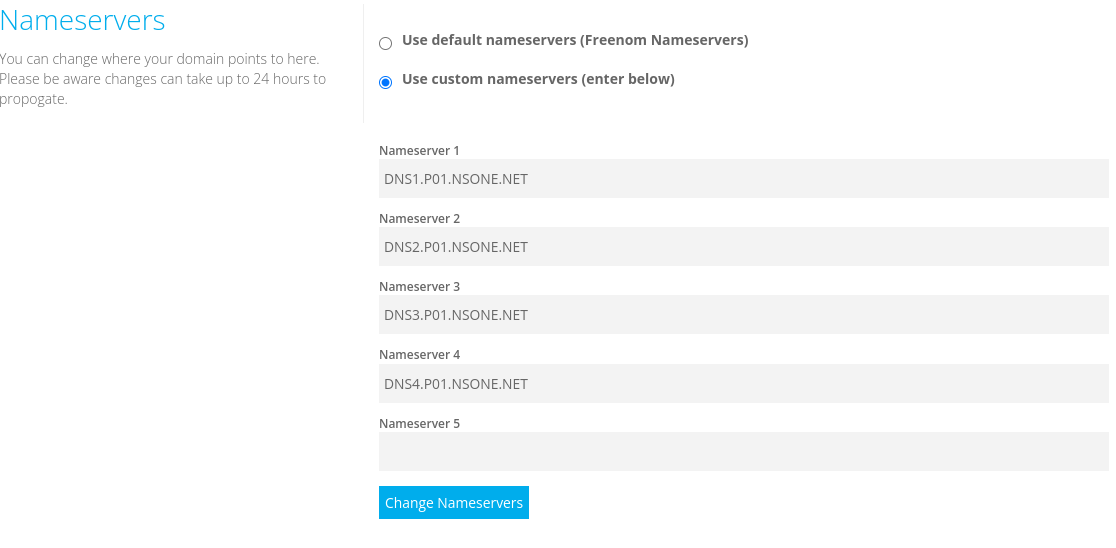 Nameservers
You can change where your domain points to here.
Please be aware changes can take up to 24 hours to
propogate.
Use default nameservers (Freenom Nameservers)
Use custom nameservers (enter below)
Nameserver 1
DNS1.P01.NSONE.NET
Nameserver 2
DNS2.P01.NSONE.NET
Nameserver 3
DNS3.P01.NSONE.NET
Nameserver 4
DNS4.P01.NSONE.NET
Nameserver 5
Change Nameservers